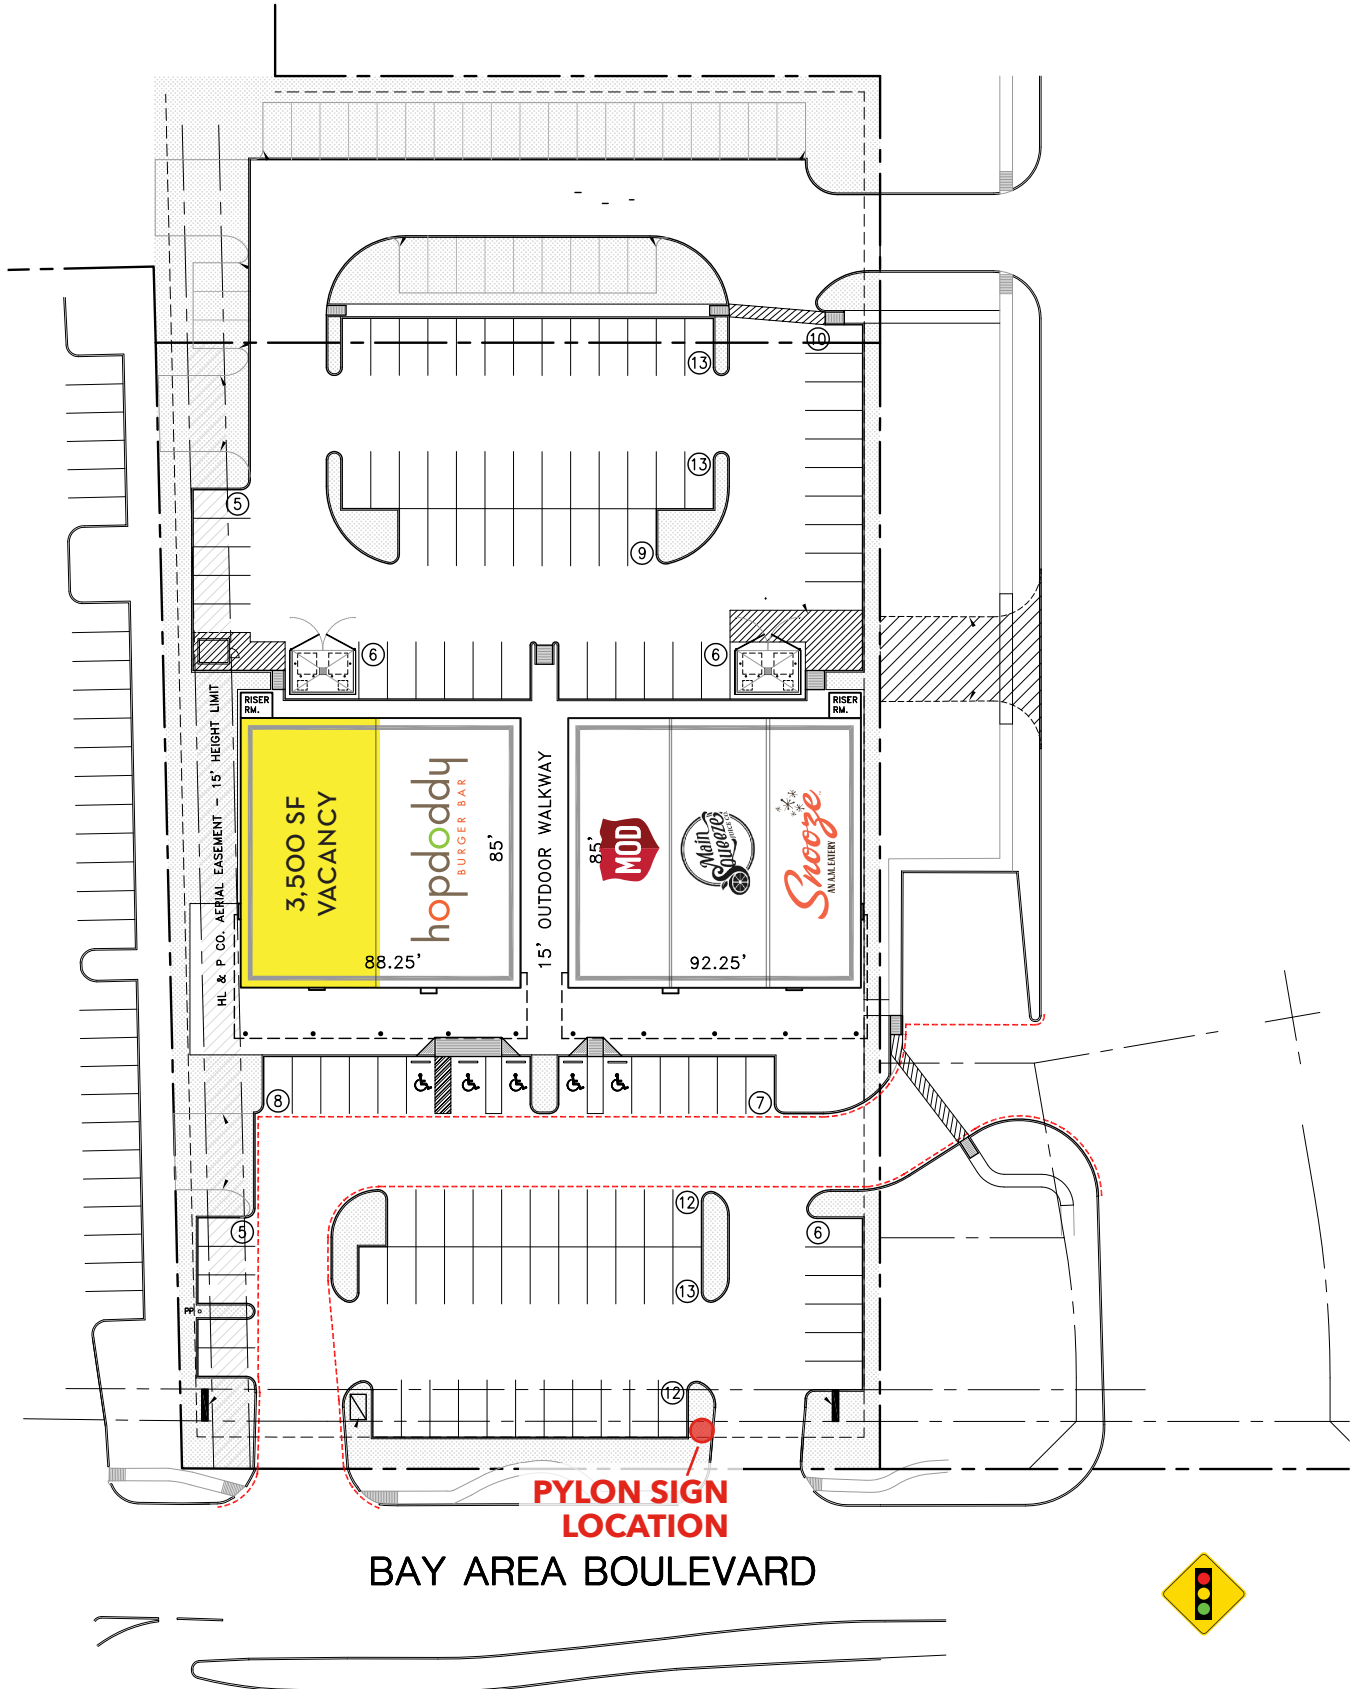 13
10
13
5
9
6
6
RISER
RM.
RISER
RM.
HL & P CO. AERIAL EASEMENT – 15' HEIGHT LIMIT
3,500 SF
VACANCY
hopdoddy
BURGER BAR
85'
88.25'
15' OUTDOOR WALKWAY
85'
MOD
Main
Squeeze
JUICE CO.
Snooze
AN A.M. EATERY
92.25'
8
7
12
5
6
13
PP
12
PYLON SIGN
LOCATION
BAY AREA BOULEVARD